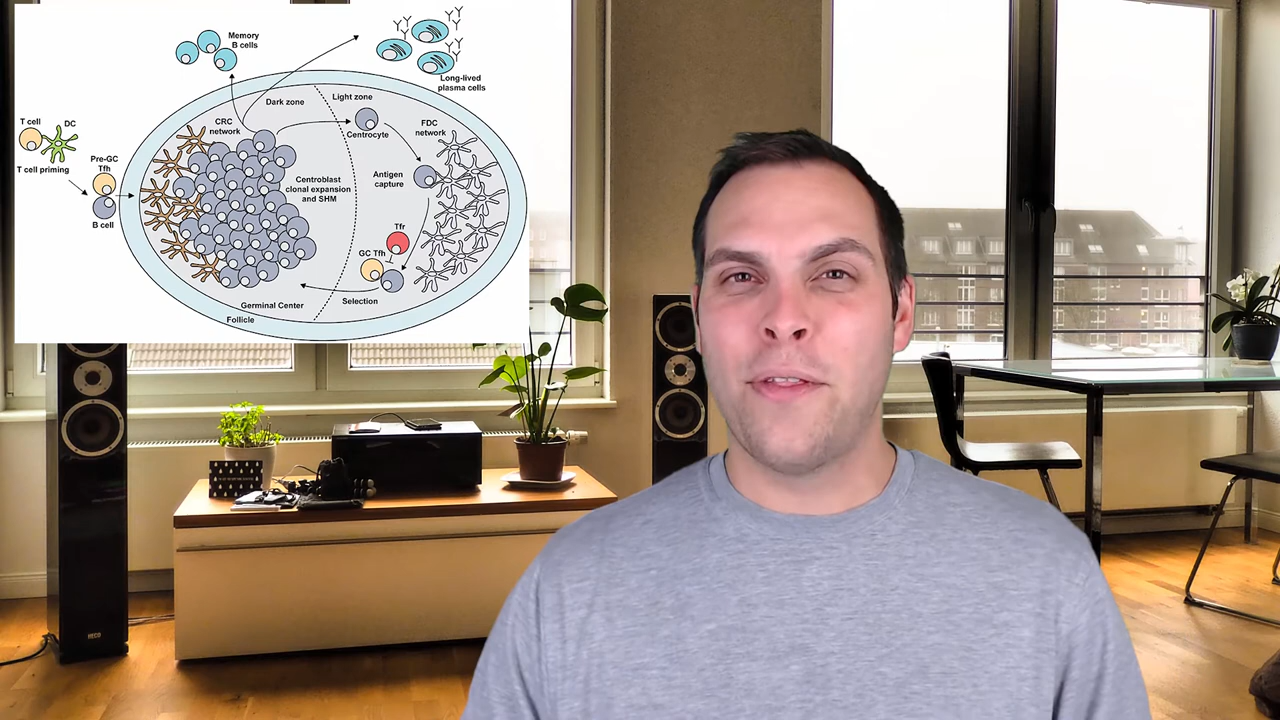 Memory
B cells
Long-lived
plasma cells
Dark zone
Light zone
T cell
DC
CRC
network
FDC
network
Centrocyte
T cell priming
Pre-GC
Tfh
Antigen
capture
Centroblast
clonal expansion
and SHM
B cell
Tfr
GC Tfh
Selection
Germinal Center
Follicle
HECO